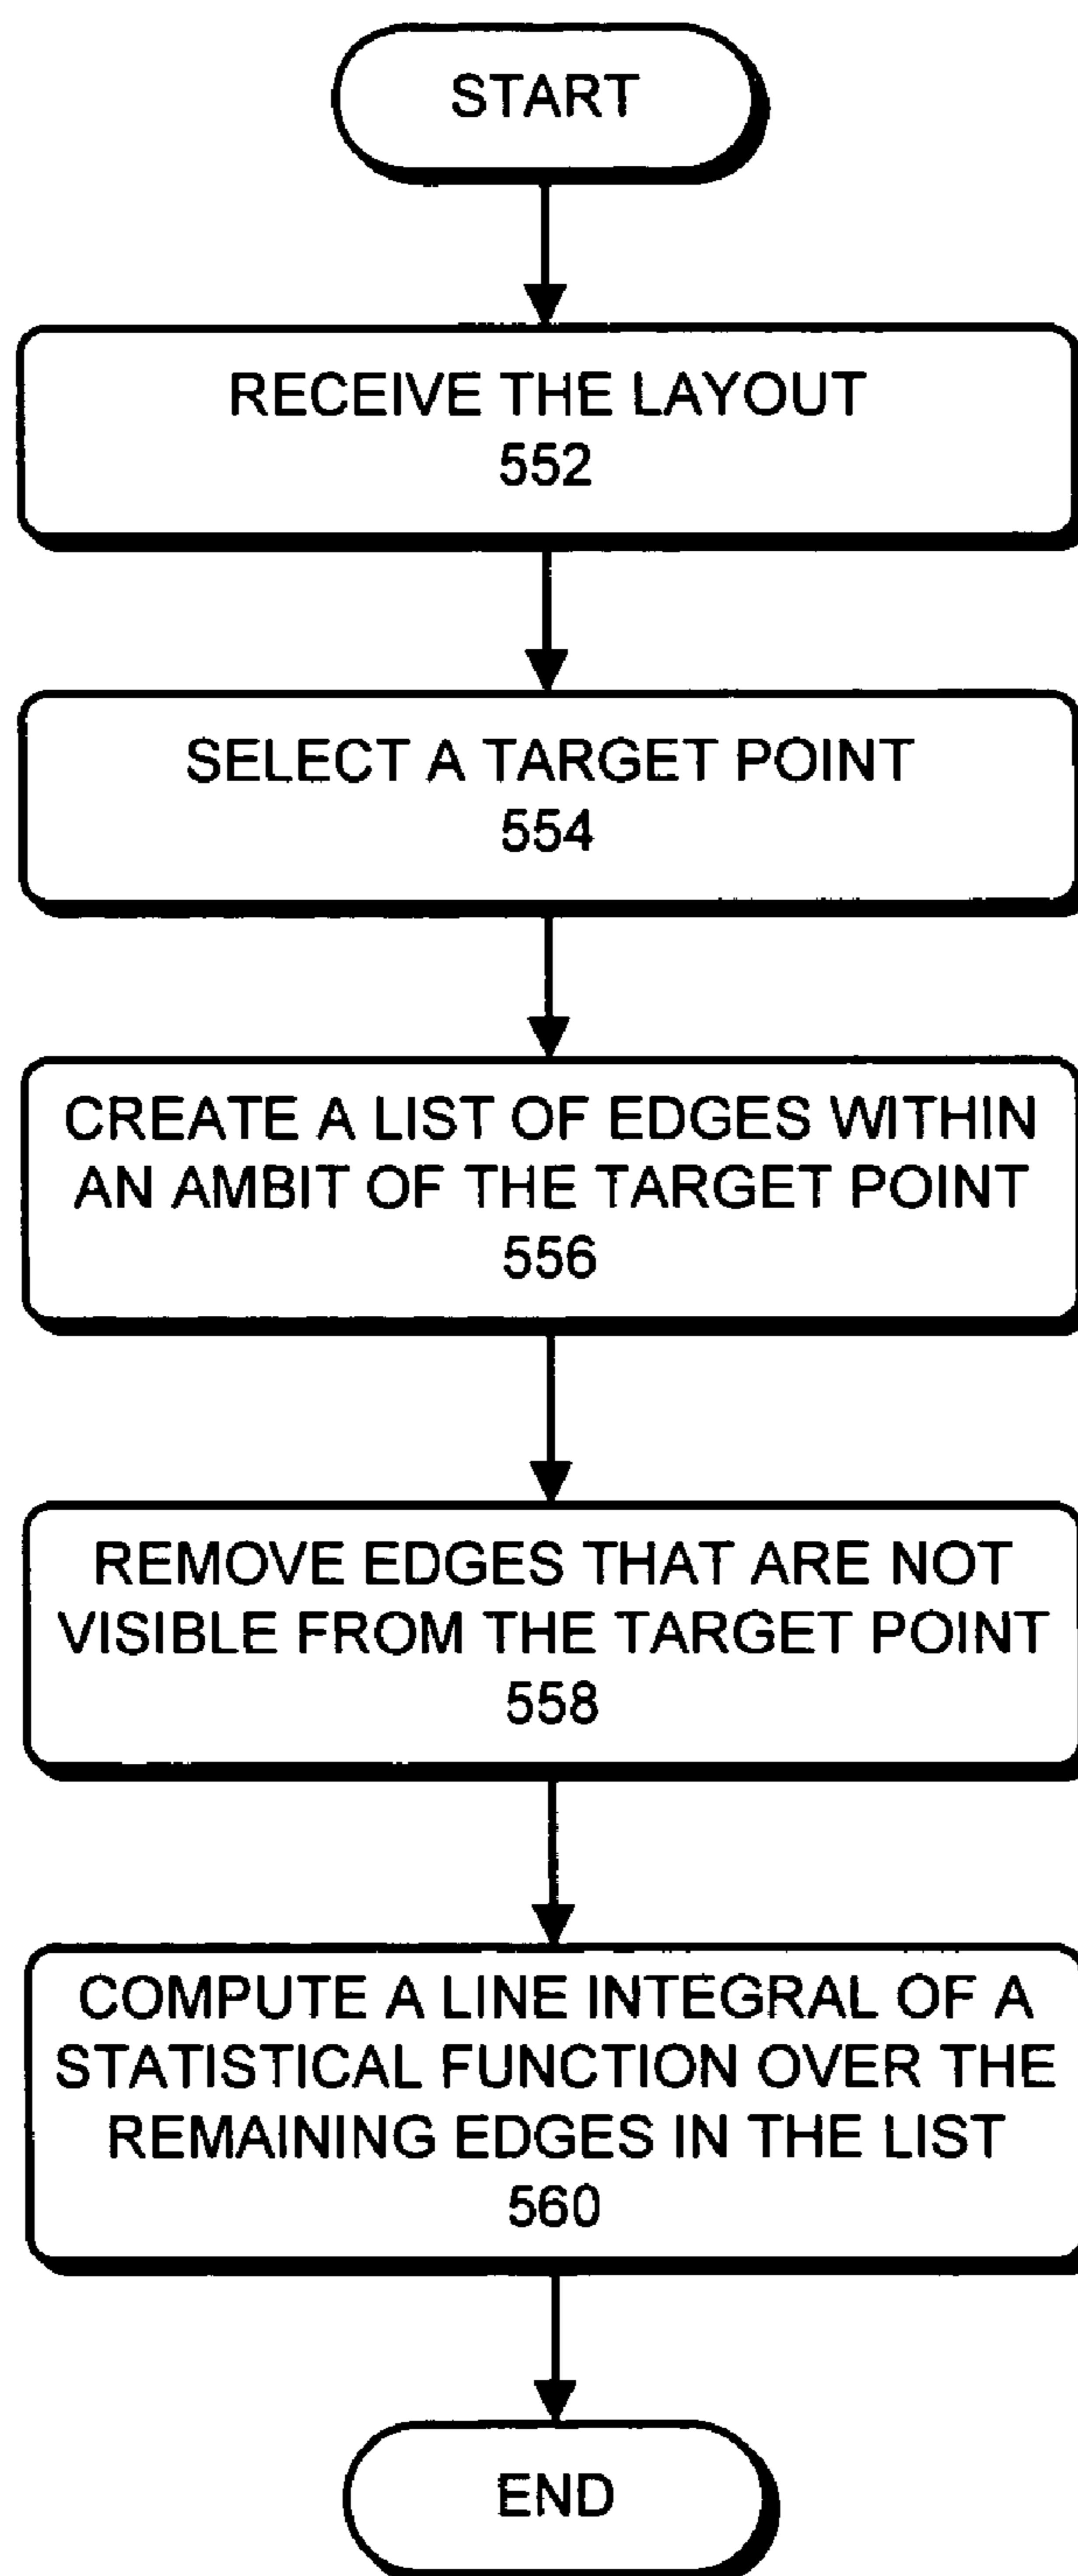 START
RECEIVE THE LAYOUT
552
SELECT A TARGET POINT
554
CREATE A LIST OF EDGES WITHIN
AN AMBIT OF THE TARGET POINT
556
REMOVE EDGES THAT ARE NOT
VISIBLE FROM THE TARGET POINT
558
COMPUTE A LINE INTEGRAL OF A
STATISTICAL FUNCTION OVER THE
REMAINING EDGES IN THE LIST
560
END